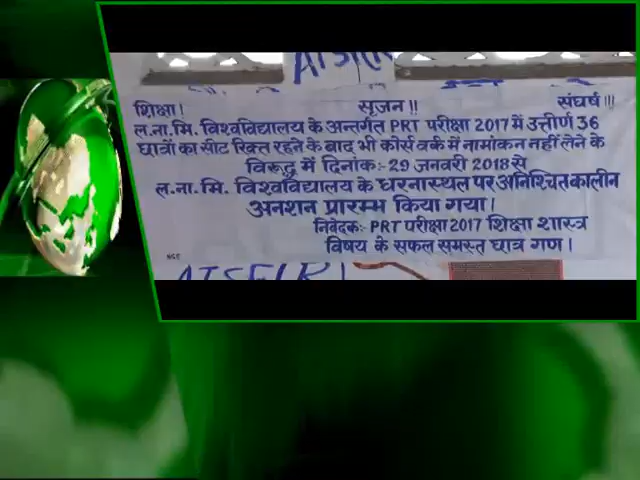 शिक्षा। सृजन!! संघर्ष!!!
ल.ना.मि. विश्वविद्यालय के अन्तर्गत PRT परीक्षा 2017 में उत्तीर्ण 36
छात्रों का सीट रिक्त रहने के बाद भी कोर्स वर्क में नामांकन नहीं लेने के
विरूद्ध में दिनांक:- 29 जनवरी 2018 से
ल.ना. मि. विश्वविद्यालय के धरनास्थल पर अनिश्चितकालीन
अनशन प्रारम्भ किया गया।
निवेदक:- PRT परीक्षा 2017 शिक्षा शास्त्र
विषय के सफल समस्त छात्र गण।